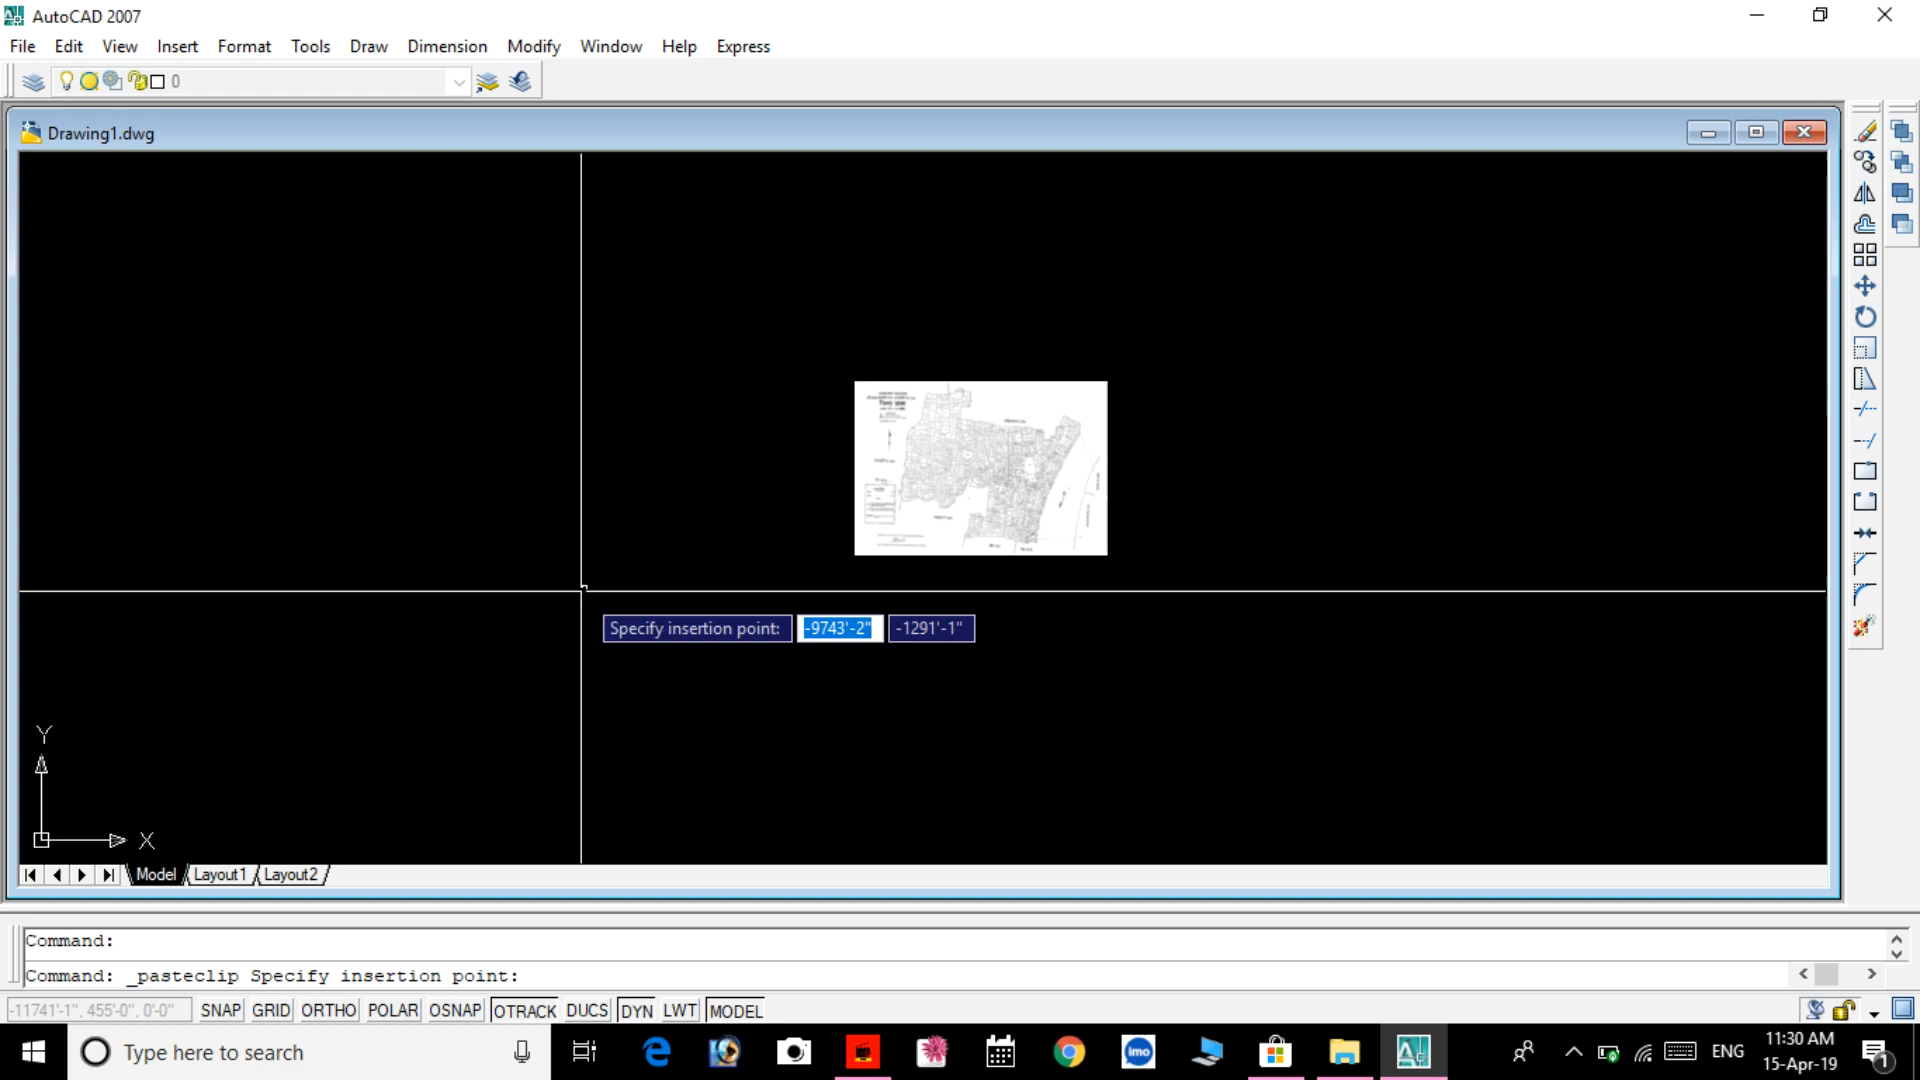 AutoCAD 2007
File Edit View Insert Format Tools Draw Dimension Modify Window Help Express
0
Drawing1.dwg
Specify insertion point: -9743'-2" -1291'-1"
Y
X
Model Layout1 Layout2
Command:
Command: _pasteclip Specify insertion point:
-11741'-1", 455'-0", 0'-0" SNAP GRID ORTHO POLAR OSNAP OTRACK DUCS DYN LWT MODEL
Type here to search
imo
ENG
11:30 AM
15-Apr-19
1